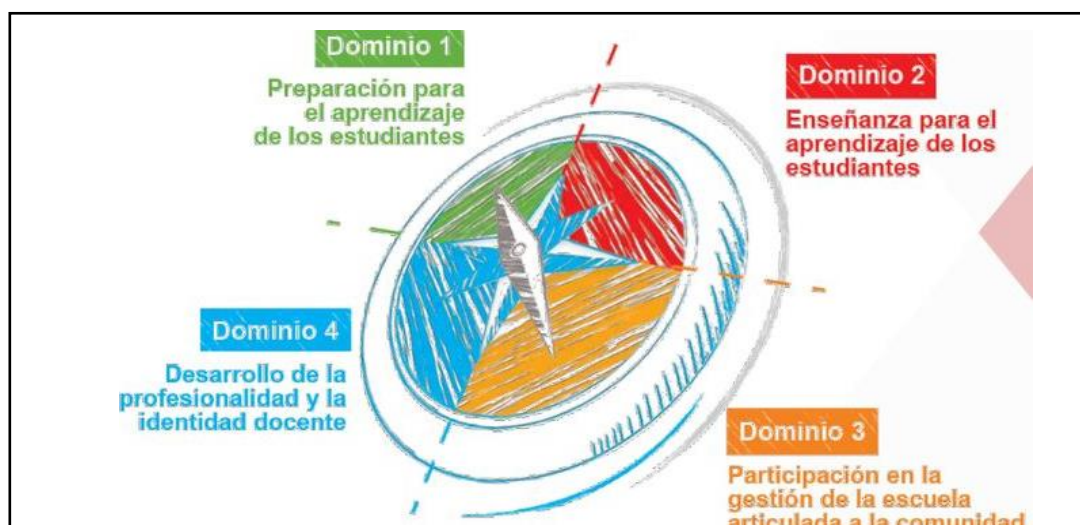 Dominio 1
Preparación para
el aprendizaje
de los estudiantes
Dominio 2
Enseñanza para el
aprendizaje de los
estudiantes
Dominio 4
Desarrollo de la
profesionalidad y la
identidad docente
Dominio 3
Participación en la
gestión de la escuela
articulada a la comunidad